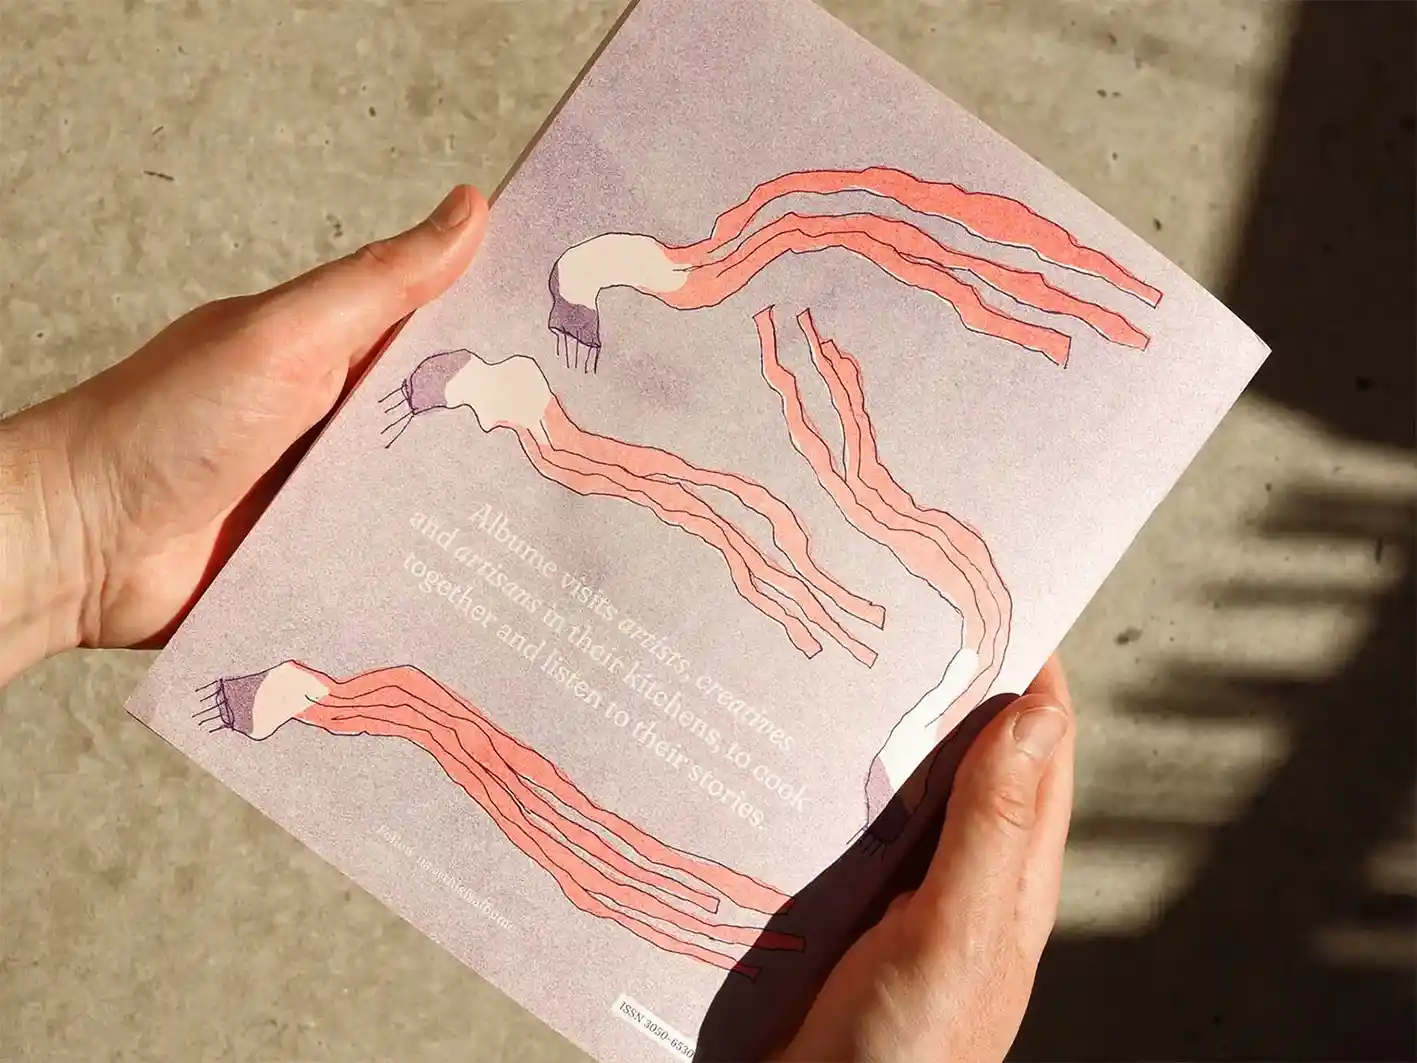 Albume visits artists, creatives
and artisans in their kitchens, to cook
together and listen to their stories.
Follow
ISSN 3050-6530